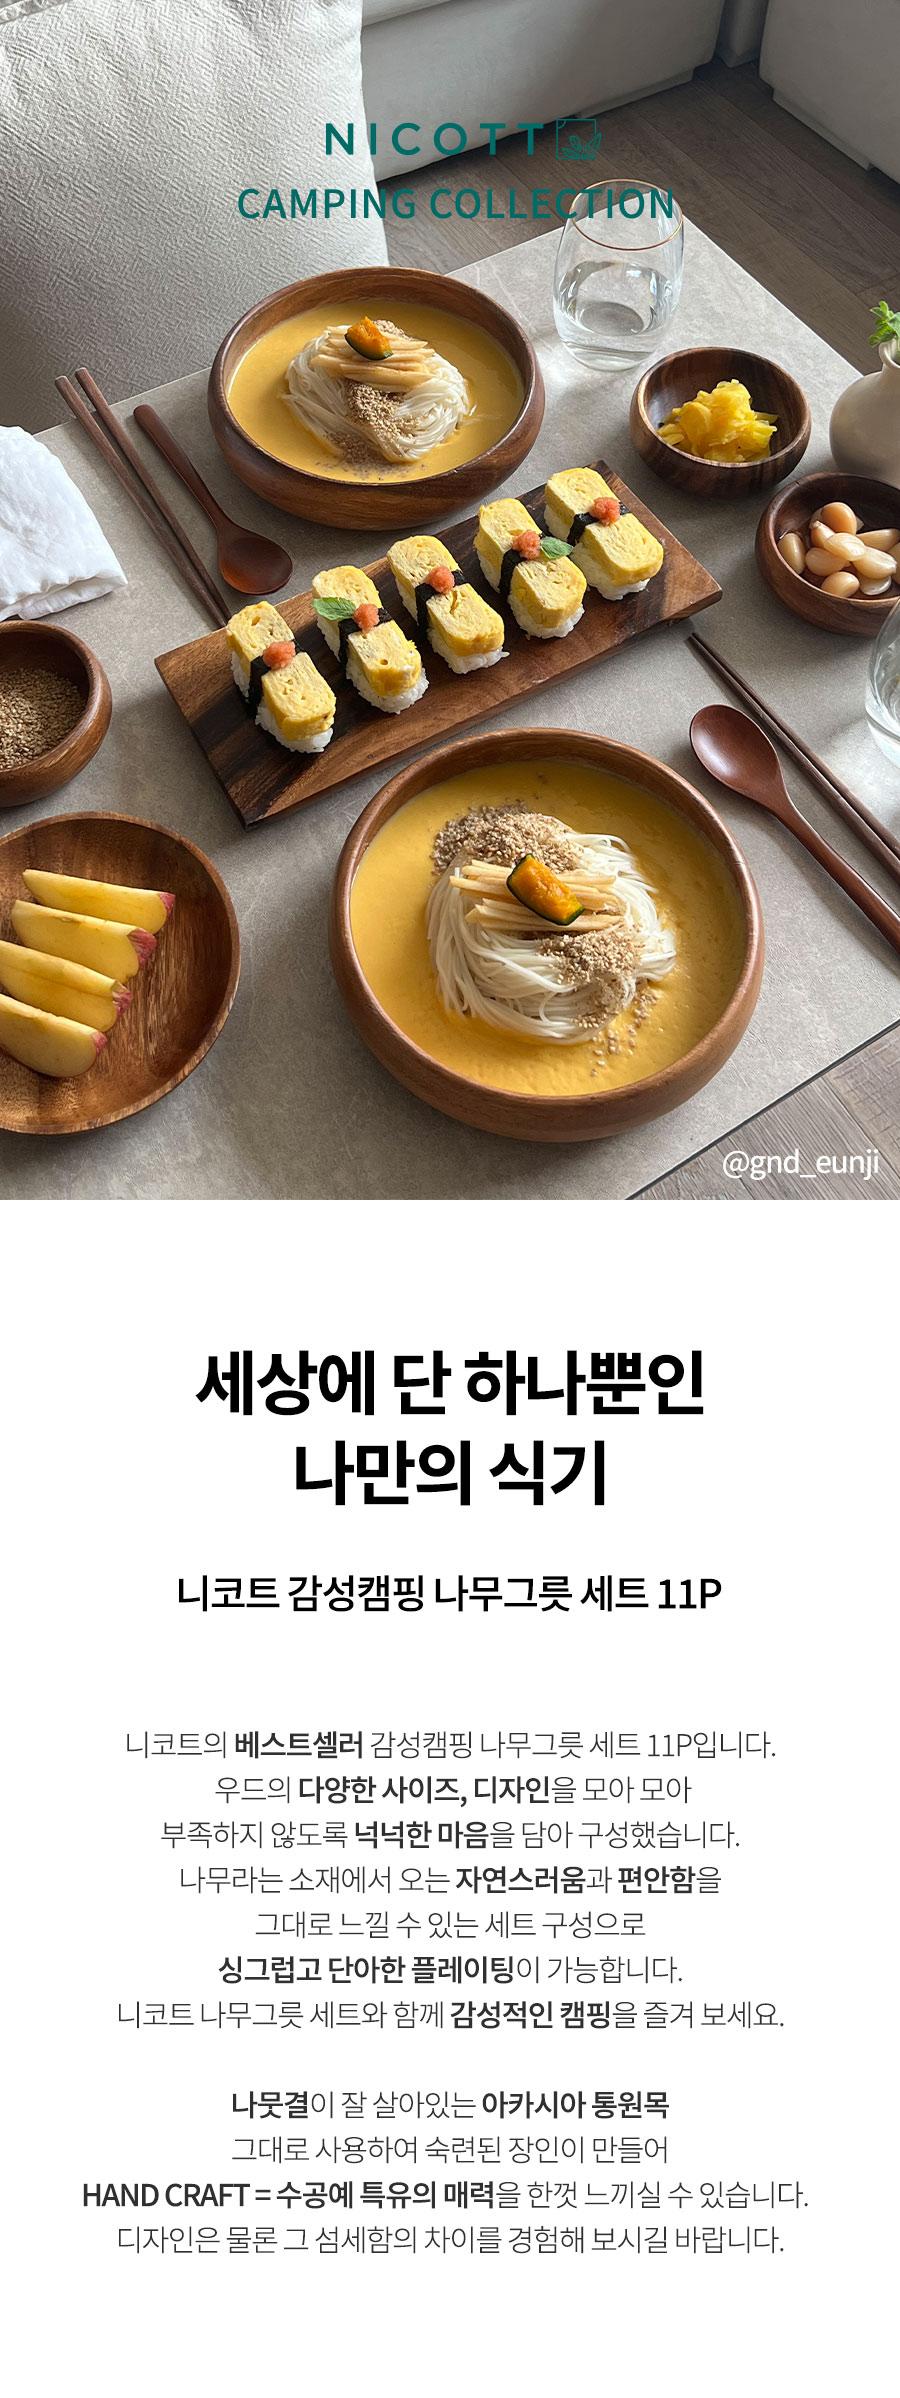 NICOTT
CAMPING COLLECTION
@gnd_eunji
세상에 단 하나뿐인
나만의 식기
니코트 감성캠핑 나무그릇 세트 11P
니코트의 베스트셀러 감성캠핑 나무그릇 세트 11P입니다.
우드의 다양한 사이즈, 디자인을 모아 모아
부족하지 않도록 넉넉한 마음을 담아 구성했습니다.
나무라는 소재에서 오는 자연스러움과 편안함을
그대로 느낄 수 있는 세트 구성으로
싱그럽고 단아한 플레이팅이 가능합니다.
니코트 나무그릇 세트와 함께 감성적인 캠핑을 즐겨 보세요.
나뭇결이 잘 살아있는 아카시아 통원목
그대로 사용하여 숙련된 장인이 만들어
HAND CRAFT = 수공예 특유의 매력을 한껏 느끼실 수 있습니다.
디자인은 물론 그 섬세함의 차이를 경험해 보시길 바랍니다.